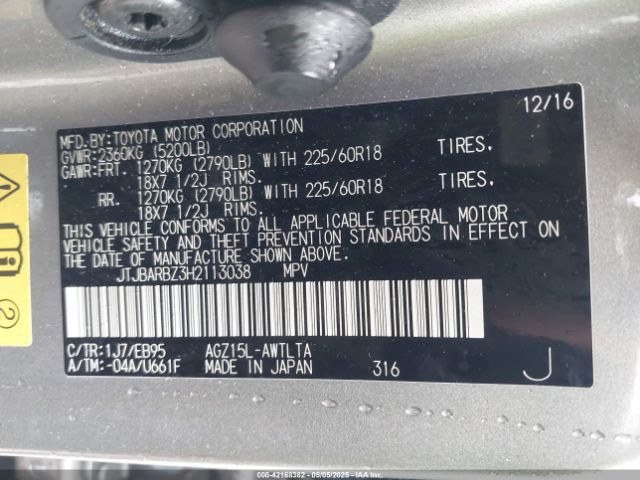 12/16
MFD.BY:TOYOTA MOTOR CORPORATION
GVWR:2360KG (5200LB)
GAWR:FRT. 1270KG (2790LB) WITH 225/60R18 TIRES.
18X7 1/2J RIMS.
RR. 1270KG (2790LB) WITH 225/60R18 TIRES.
18X7 1/2J RIMS.
THIS VEHICLE CONFORMS TO ALL APPLICABLE FEDERAL MOTOR
VEHICLE SAFETY AND THEFT PREVENTION STANDARDS IN EFFECT ON
THE DATE OF MANUFACTURE SHOWN ABOVE.
JTJBARBZ3H2113038 MPV
C/TR:1J7/EB95 AGZ15L-AWTLTA
A/TM:-04A/U661F MADE IN JAPAN 316 J
2
000-42168382 - 05/05/2025 - IAAI.COM